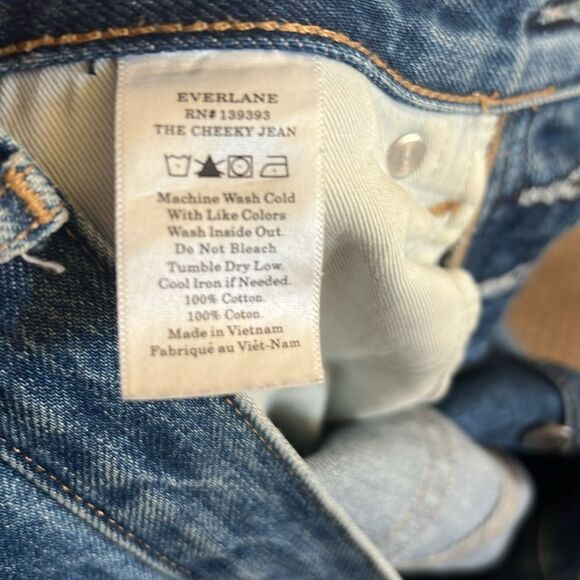 EVERLANE
RN# 139393
THE CHEEKY JEAN
Machine Wash Cold
With Like Colors
Wash Inside Out.
Do Not Bleach
Tumble Dry Low.
Cool Iron if Needed.
100% Cotton.
100% Coton.
Made in Vietnam
Fabriqué au Việt-Nam